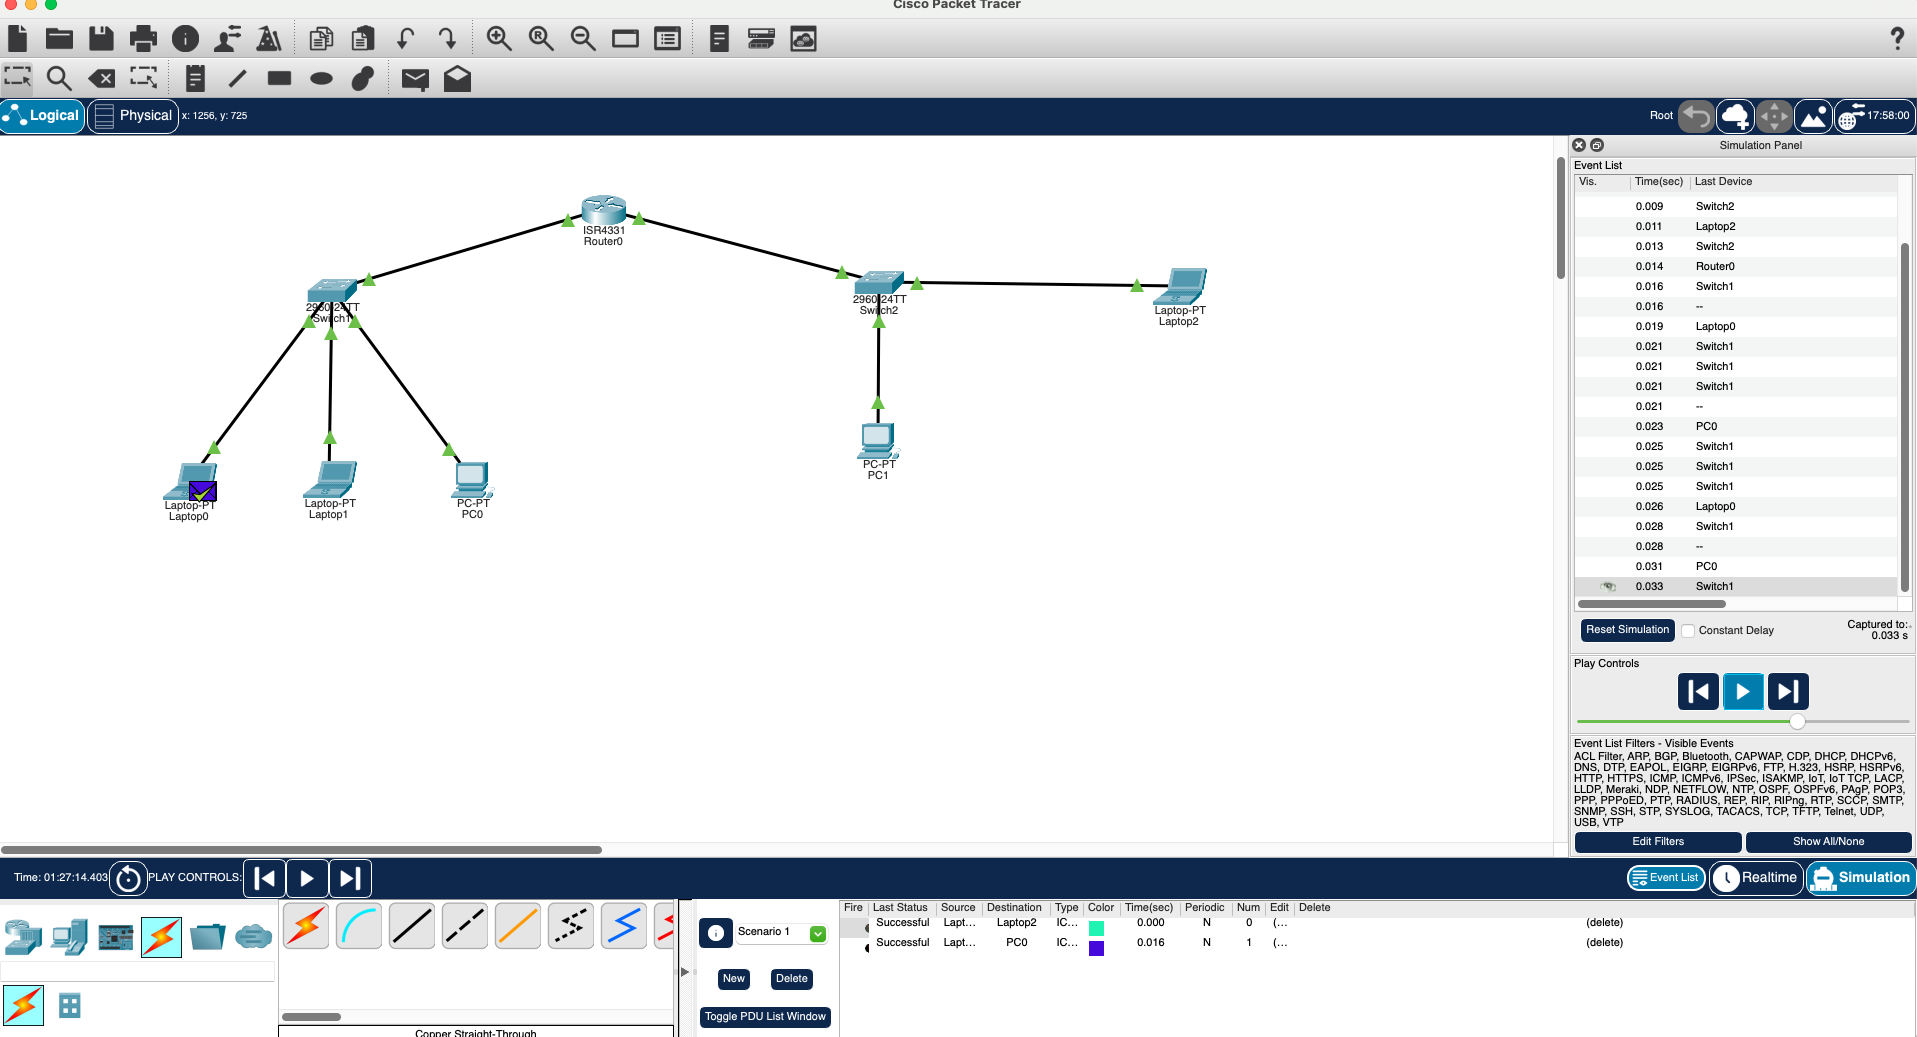 Cisco Packet Tracer
?
Logical
Physical
x: 1256, y: 725
Root
17:58:00
Simulation Panel
Event List
Vis. Time(sec) Last Device
0.009 Switch2
0.011 Laptop2
0.013 Switch2
0.014 Router0
0.016 Switch1
0.016 --
0.019 Laptop0
0.021 Switch1
0.021 Switch1
0.021 Switch1
0.021 --
0.023 PC0
0.025 Switch1
0.025 Switch1
0.025 Switch1
0.026 Laptop0
0.028 Switch1
0.028 --
0.031 PC0
0.033 Switch1
Reset Simulation
Constant Delay
Captured to:
0.033 s
Play Controls
Event List Filters - Visible Events
ACL Filter, ARP, BGP, Bluetooth, CAPWAP, CDP, DHCP, DHCPv6,
DNS, DTP, EAPOL, EIGRP, EIGRPv6, FTP, H.323, HSRP, HSRPv6,
HTTP, HTTPS, ICMP, ICMPv6, IPSec, ISAKMP, IoT, IoT TCP, LACP,
LLDP, Meraki, NDP, NETFLOW, NTP, OSPF, OSPFv6, PAgP, POP3,
PPP, PPPoED, PTP, RADIUS, REP, RIP, RIPng, RTP, SCCP, SMTP,
SNMP, SSH, STP, SYSLOG, TACACS, TCP, TFTP, Telnet, UDP,
USB, VTP
Edit Filters
Show All/None
ISR4331
Router0
2960-24TT
Switch1
2960-24TT
Switch2
Laptop-PT
Laptop2
PC-PT
PC1
Laptop-PT
Laptop0
Laptop-PT
Laptop1
PC-PT
PC0
Time: 01:27:14.403
PLAY CONTROLS:
Event List
Realtime
Simulation
Copper Straight-Through
Scenario 1
New
Delete
Toggle PDU List Window
Fire Last Status Source Destination Type Color Time(sec) Periodic Num Edit Delete
Successful Lapt... Laptop2 IC... 0.000 N 0 (... (delete)
Successful Lapt... PC0 IC... 0.016 N 1 (... (delete)